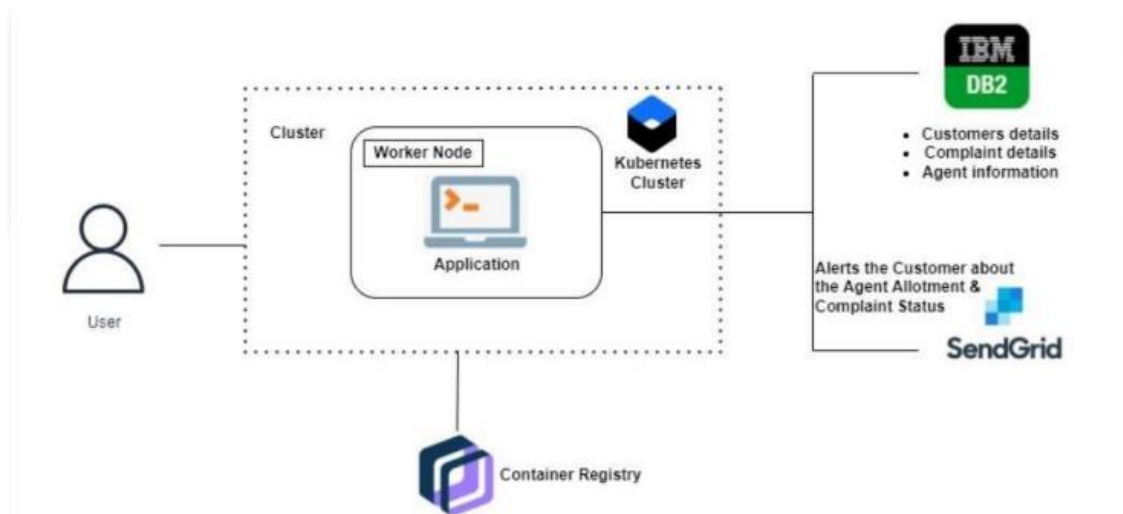 IBM
DB2
• Customers details
• Complaint details
• Agent information
Cluster
Worker Node
Kubernetes
Cluster
Application
User
Alerts the Customer about
the Agent Allotment &
Complaint Status
SendGrid
Container Registry